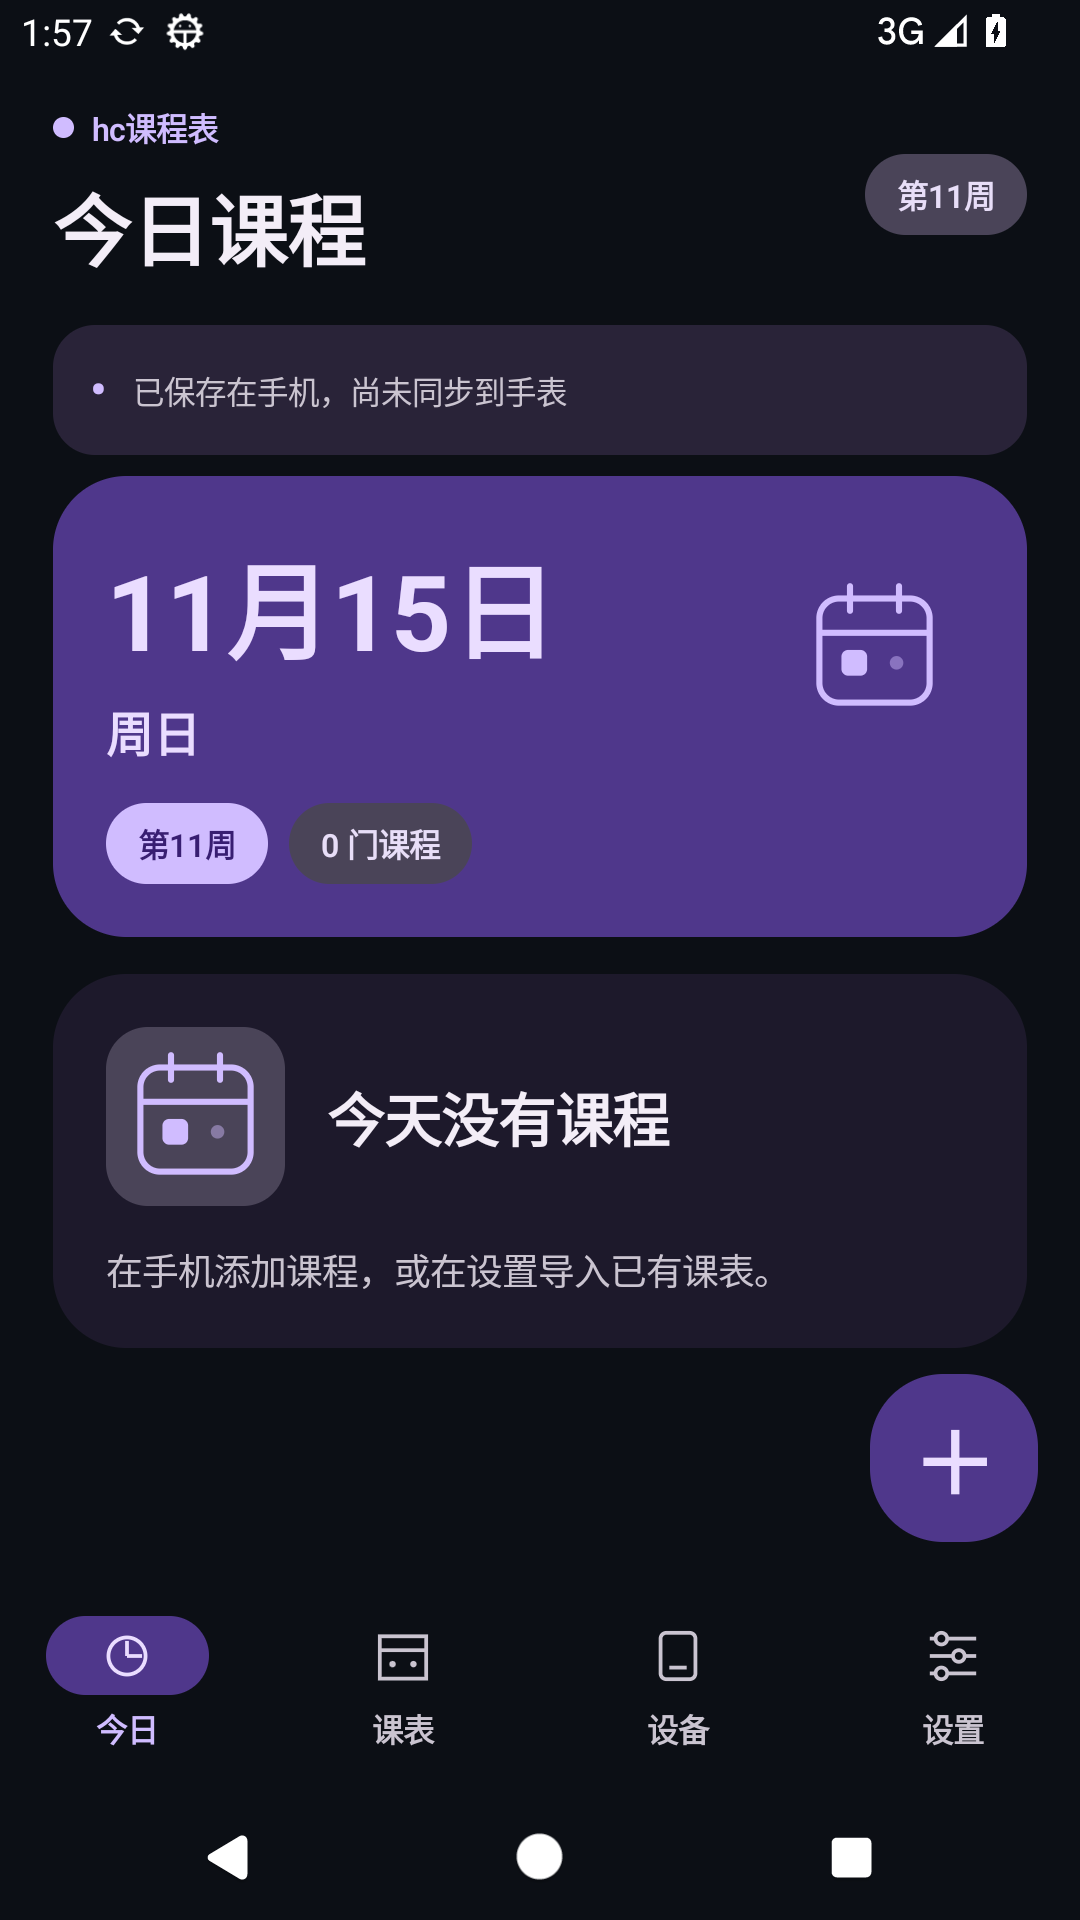 1:57
3G
hc课程表
今日课程
第11周
已保存在手机，尚未同步到手表
11月15日
周日
第11周
0 门课程
今天没有课程
在手机添加课程，或在设置导入已有课表。
今日
课表
设备
设置